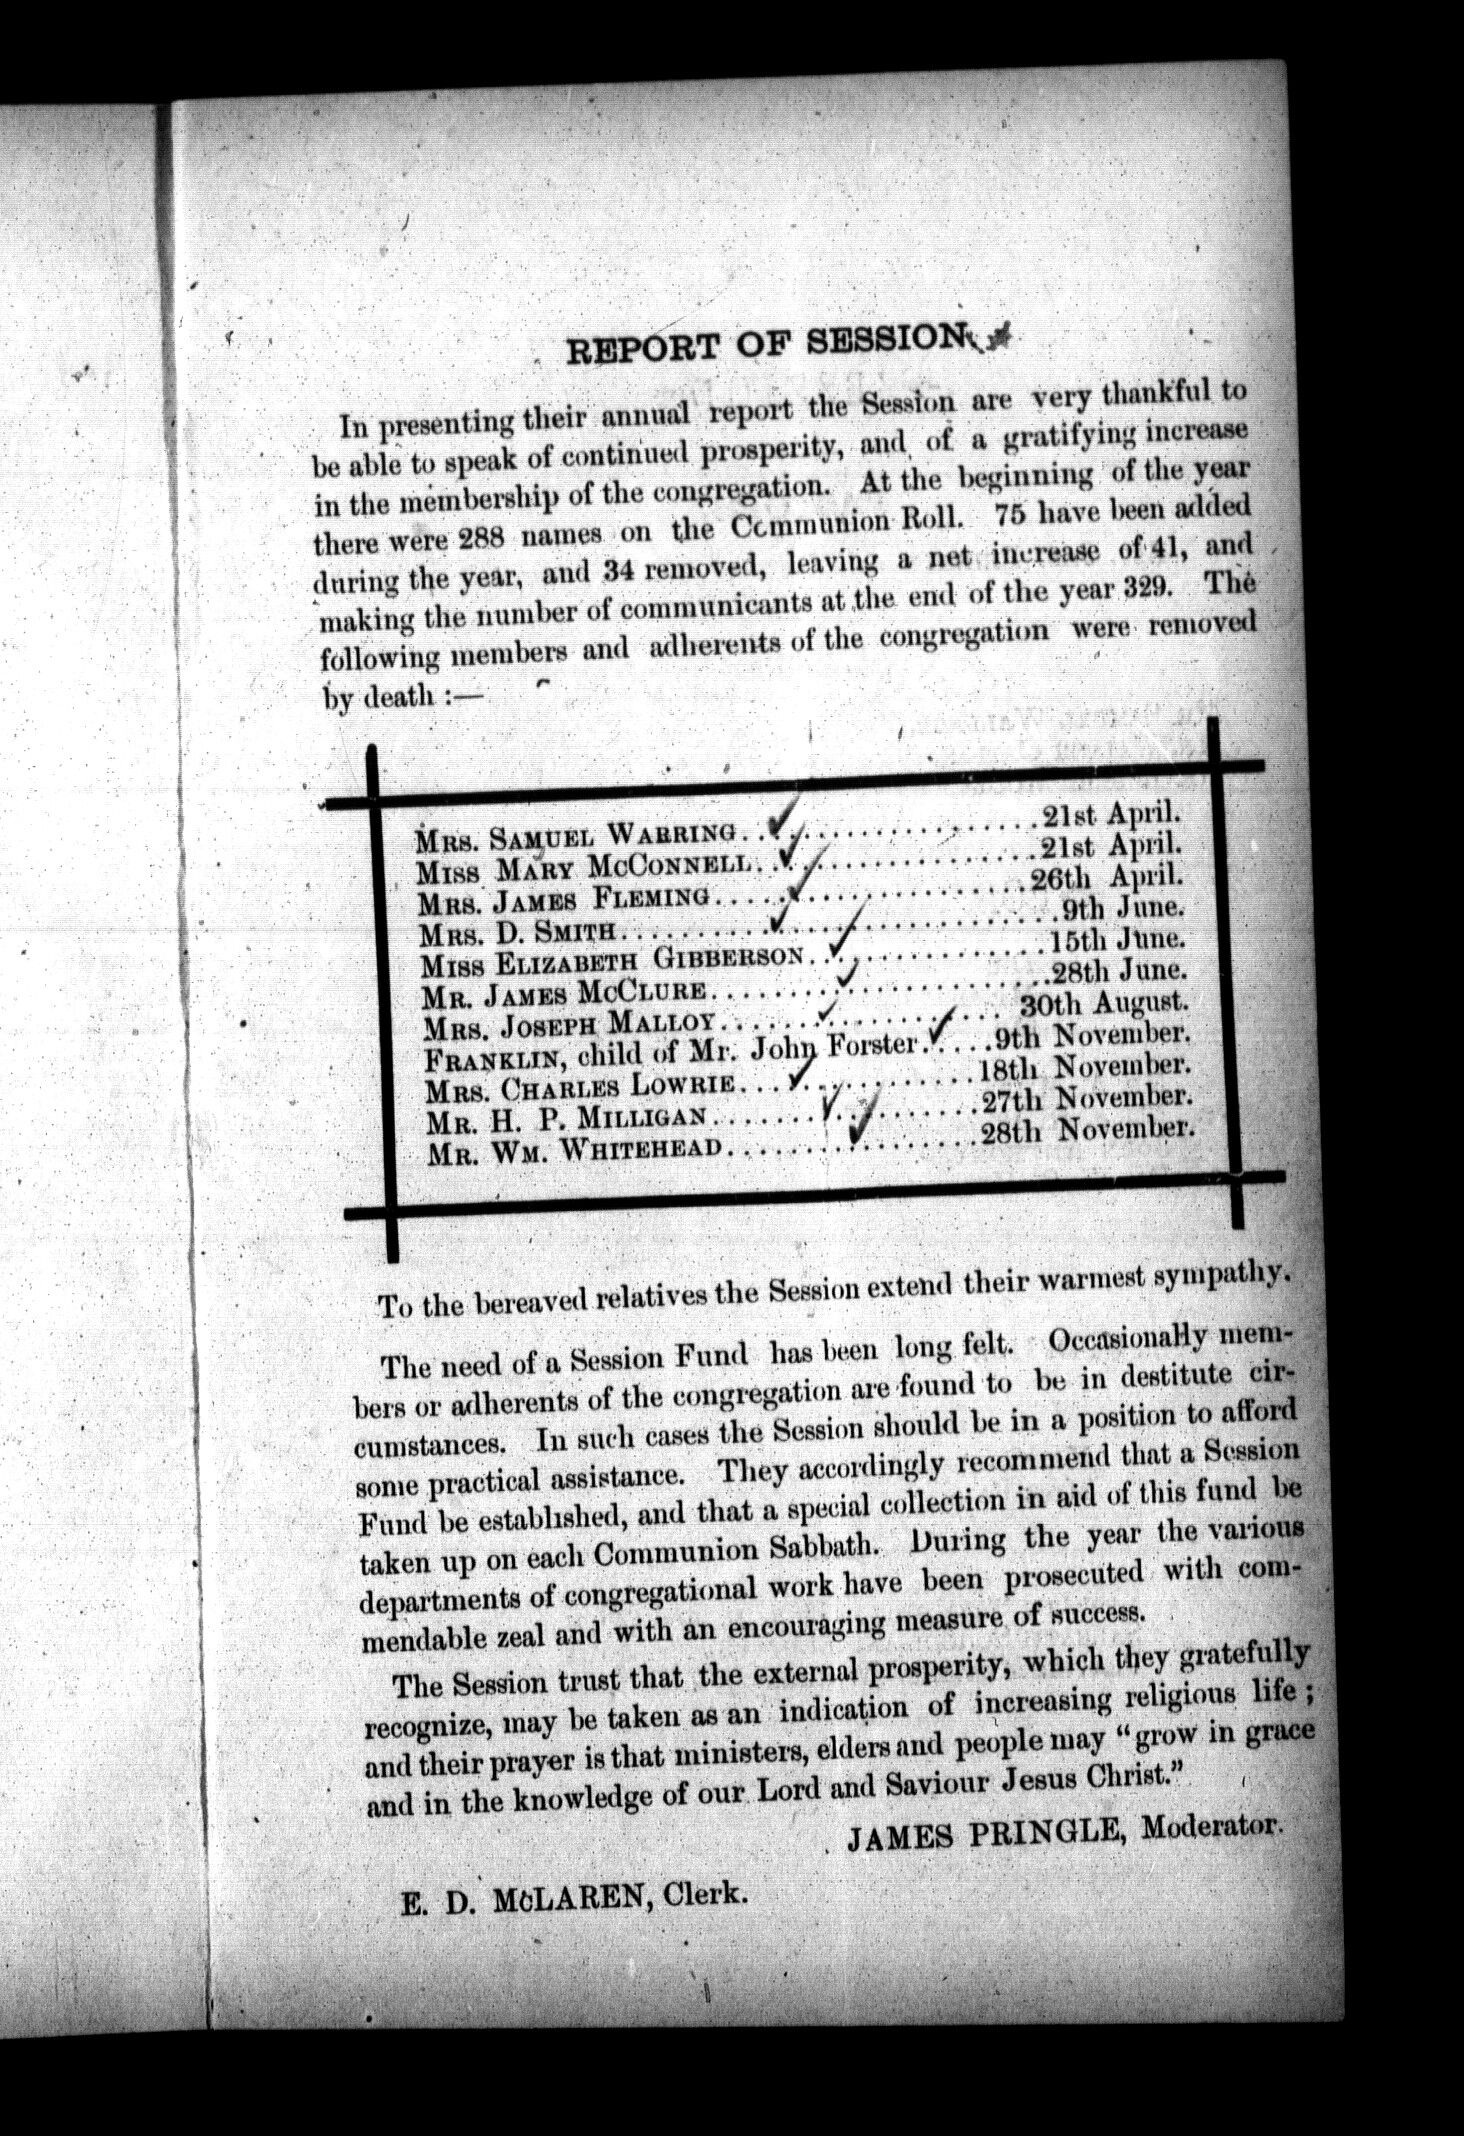 REPORT OF SESSION.
In presenting their annual report the Session are very thankful to
be able to speak of continued prosperity, and of a gratifying increase
in the membership of the congregation. At the beginning of the year
there were 288 names on the Communion Roll. 75 have been added
during the year, and 34 removed, leaving a net increase of 41, and
making the number of communicants at the end of the year 329. The
following members and adherents of the congregation were removed
by death :—
MRS. SAMUEL WARRING....................21st April.
MISS MARY MCCONNELL..................21st April.
MRS. JAMES FLEMING....................26th April.
MRS. D. SMITH............................9th June.
MISS ELIZABETH GIBBERSON...............15th June.
MR. JAMES MCCLURE......................28th June.
MRS. JOSEPH MALLOY.................. 30th August.
FRANKLIN, child of Mr. John Forster.....9th November.
MRS. CHARLES LOWRIE...............18th November.
MR. H. P. MILLIGAN.................27th November.
MR. WM. WHITEHEAD................28th November.
To the bereaved relatives the Session extend their warmest sympathy.
The need of a Session Fund has been long felt. Occasionally mem-
bers or adherents of the congregation are found to be in destitute cir-
cumstances. In such cases the Session should be in a position to afford
some practical assistance. They accordingly recommend that a Session
Fund be established, and that a special collection in aid of this fund be
taken up on each Communion Sabbath. During the year the various
departments of congregational work have been prosecuted with com-
mendable zeal and with an encouraging measure of success.
The Session trust that the external prosperity, which they gratefully
recognize, may be taken as an indication of increasing religious life ;
and their prayer is that ministers, elders and people may "grow in grace
and in the knowledge of our Lord and Saviour Jesus Christ."
JAMES PRINGLE, Moderator.
E. D. McLAREN, Clerk.